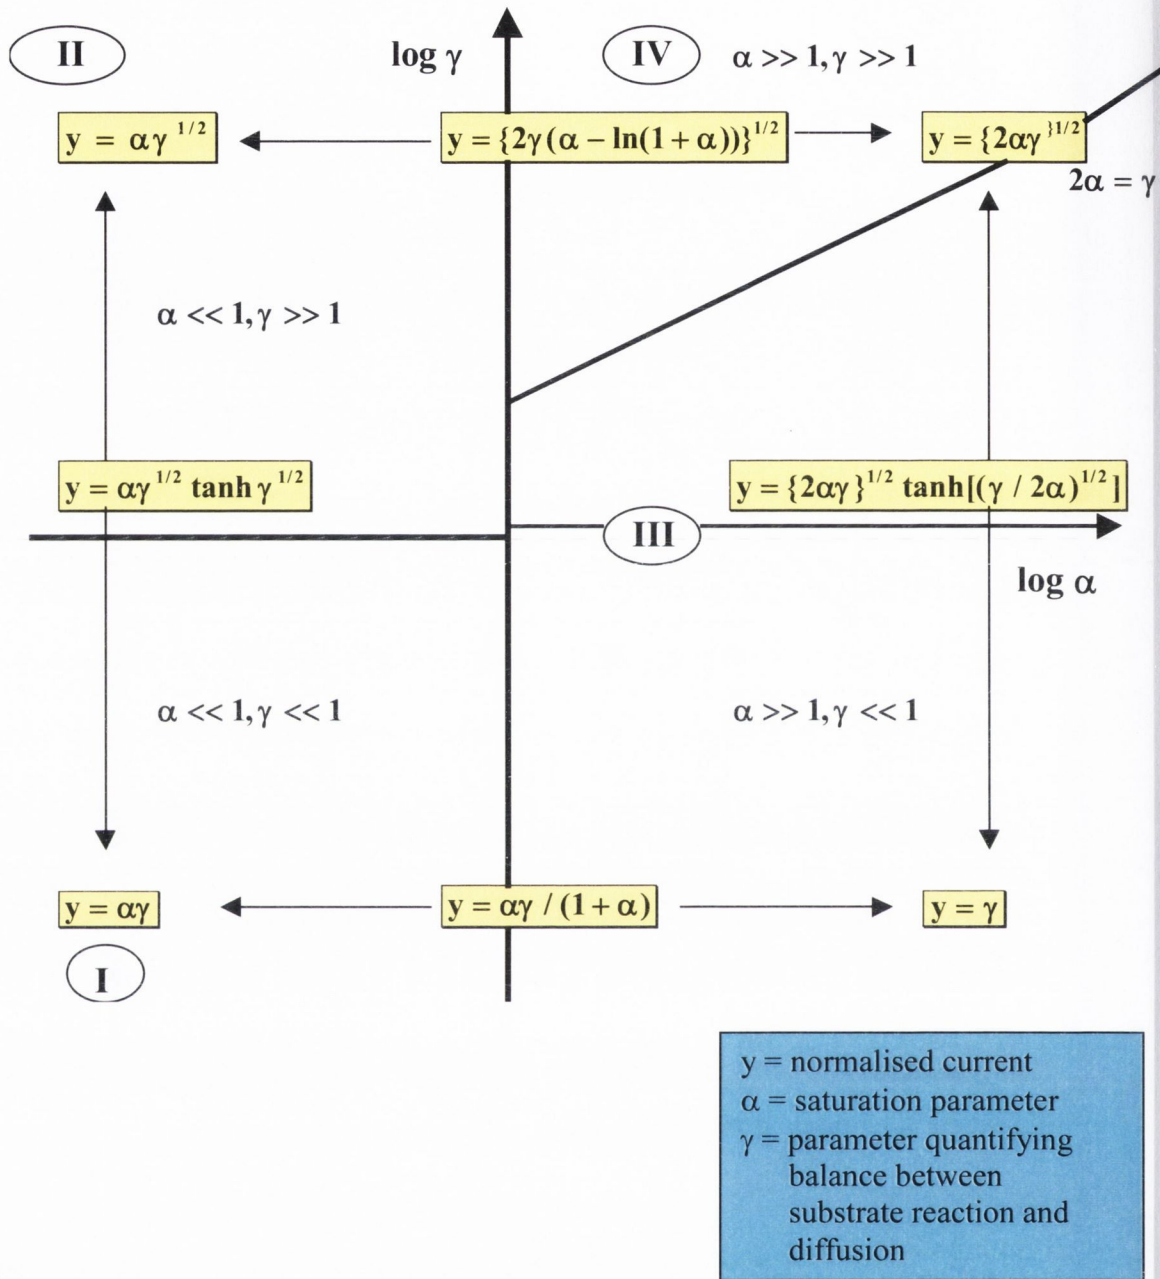 II
log γ
IV
α >> 1, γ >> 1
y = αγ ^1/2
y = {2γ(α − ln(1 + α))}^1/2
y = {2αγ ^}1/2
2α = γ
α << 1, γ >> 1
y = αγ ^1/2 tanh γ ^1/2
y = {2αγ }^1/2 tanh[(γ / 2α)^1/2 ]
III
log α
α << 1, γ << 1
α >> 1, γ << 1
y = αγ
y = αγ / (1 + α)
y = γ
I
y = normalised current
α = saturation parameter
γ = parameter quantifying
balance between
substrate reaction and
diffusion